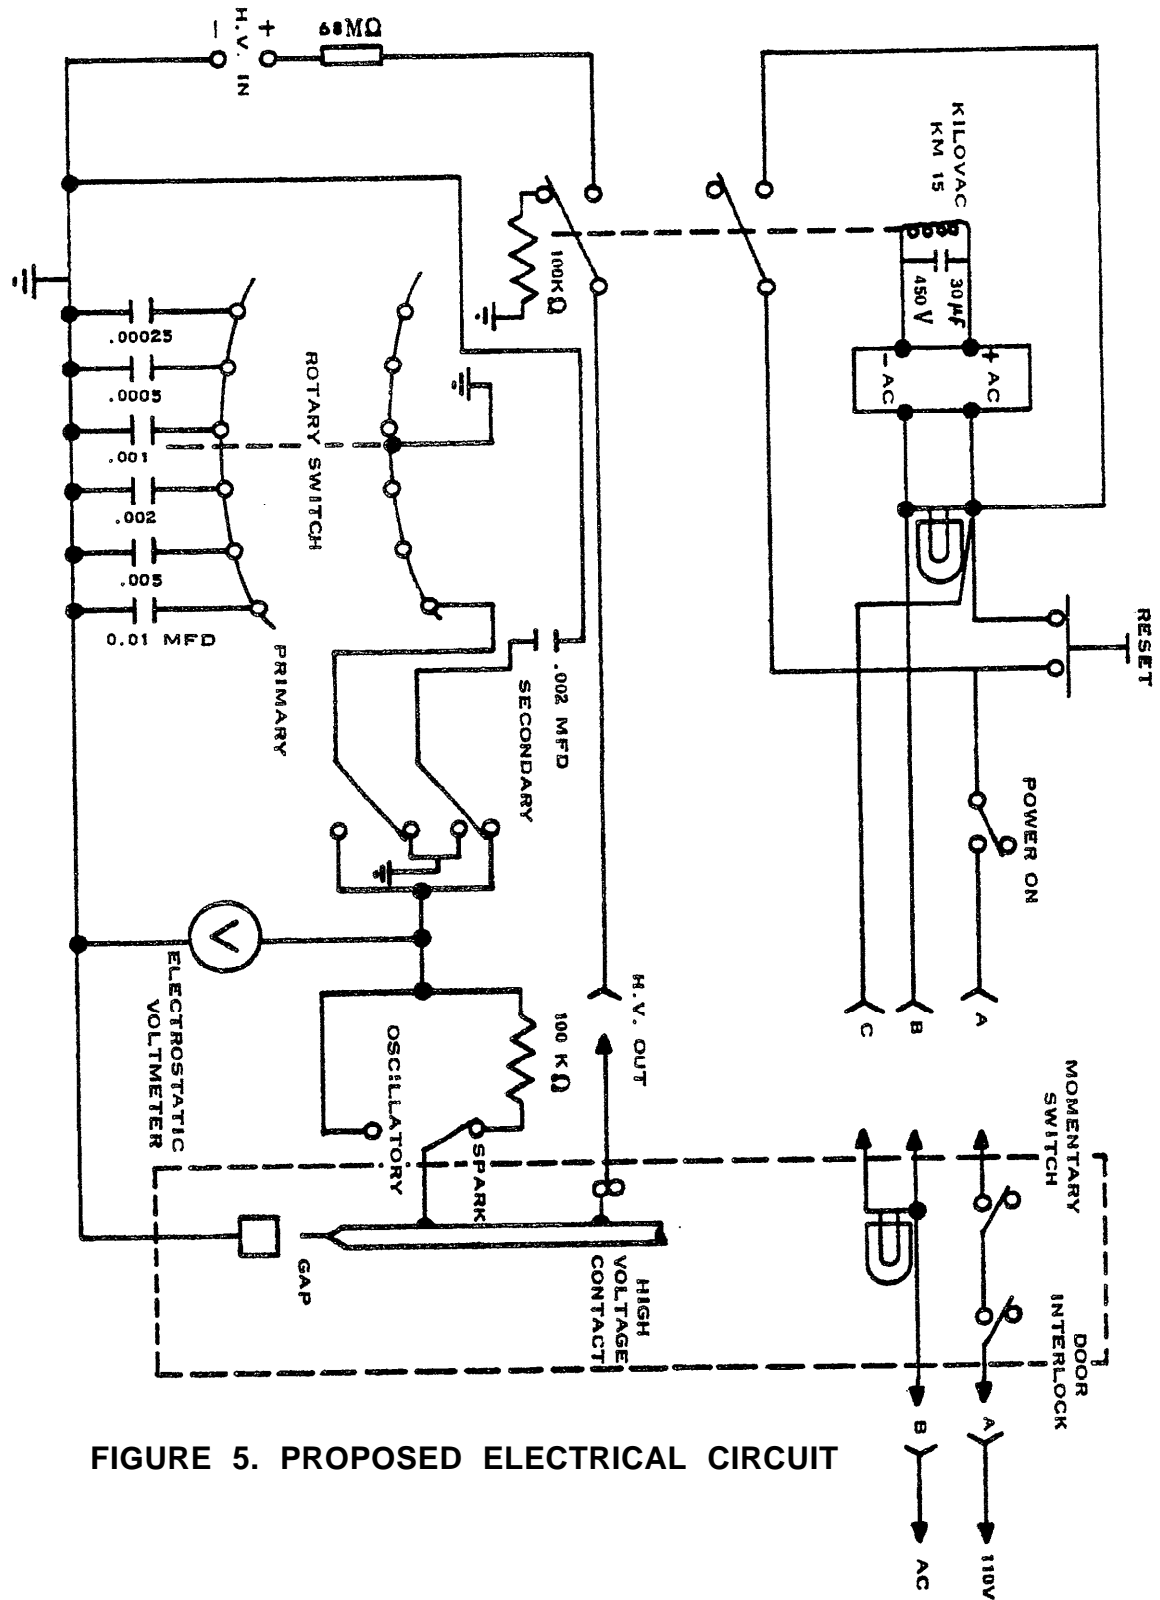 68MΩ
+
H.V. IN
−
KILOVAC
KM 15
30µF
450V
+ AC
− AC
100KΩ
ROTARY SWITCH
.00025
.0005
.001
.002
.005
0.01 MFD
PRIMARY
.002 MFD
SECONDARY
RESET
POWER ON
A
B
C
H.V. OUT
V
ELECTROSTATIC
VOLTMETER
100 KΩ
OSCILLATORY
SPARK
MOMENTARY
SWITCH
GAP
HIGH
VOLTAGE
CONTACT
DOOR
INTERLOCK
A
B
110V
AC
FIGURE 5. PROPOSED ELECTRICAL CIRCUIT